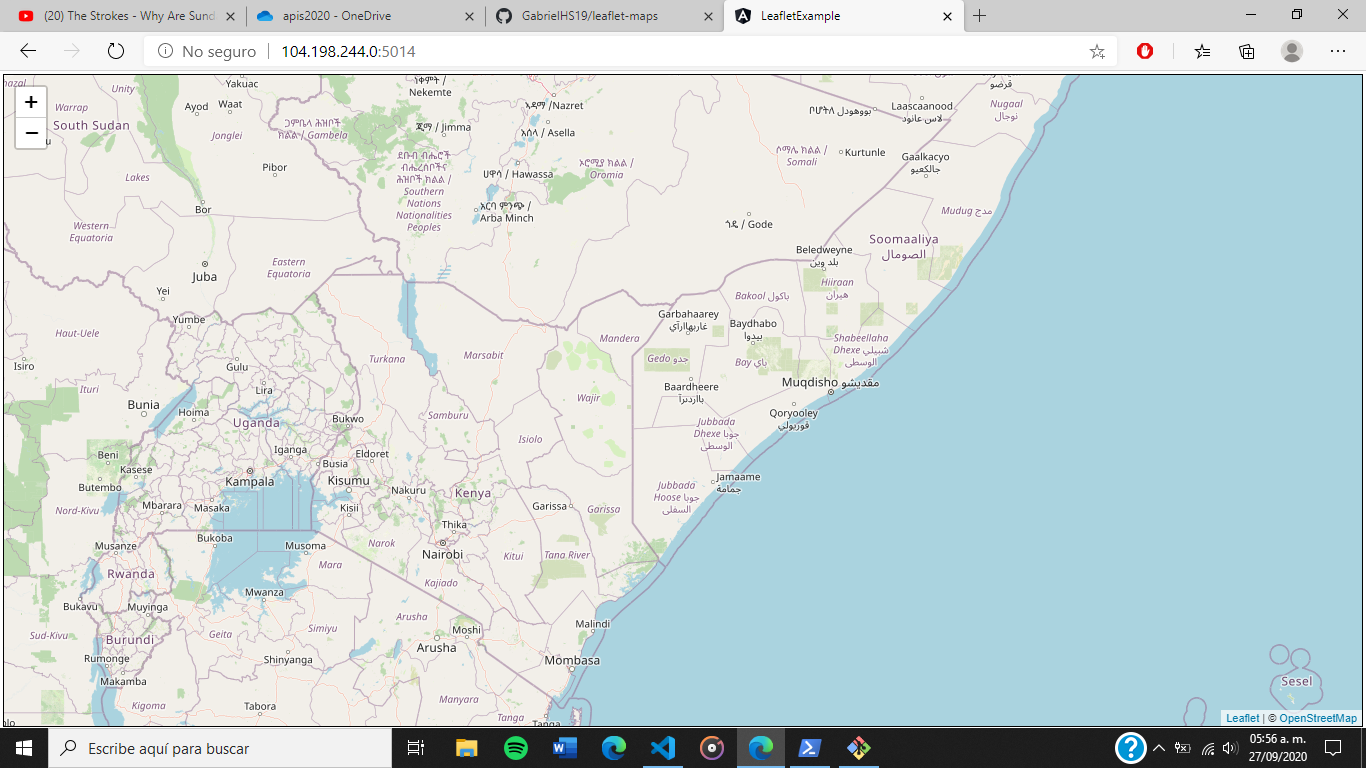 (20) The Strokes - Why Are Sund
apis2020 - OneDrive
GabrielHS19/leaflet-maps
LeafletExample
No seguro
104.198.244.0:5014
+
−
Unity
Warrap
South Sudan
Lakes
Western
Equatoria
Ayod
Yakuac
Waat
Jonglei
Pibor
Bor
Juba
Yei
Eastern
Equatoria
Nekemte
ጋምቤላ ሕዝቦች
ክልል / Gambela
ጅማ / Jimma
አዳማ /Nazret
አሰላ / Asella
ደቡብ ብሔሮች
ብሔረሰቦችና
ሕዝቦች ክልል /
Southern
Nations
Nationalities
Peoples
ሀዋሳ / Hawassa
አርባ ምንጭ /
Arba Minch
ኦሮሚያ ክልል /
Oromia
ሶማሌ ክልል /
Somali
ጎዴ / Gode
Kurtunle
Laascaanood
لاس عانود
Gaalkacyo
جالكعيو
Nugaal
نوجال
قرضو
Mudug مدج
Soomaaliya
الصومال
Beledweyne
بلد وين
Hiiraan
هيران
Bakool باكول
Garbahaarey
Baydhabo
بيدوا
Gedo جدو
Bay باي
Shabeellaha
Dhexe شبيلي
الوسطى
Baardheere
Muqdisho مقديشو
Qoryooley
قوريولي
Jubbada
Dhexe جوبا
الوسطى
Jubbada
Hoose جوبا
السفلى
Jamaame
جمامة
Haut-Uele
Isiro
Ituri
Bunia
Yumbe
Gulu
Lira
Hoima
Uganda
Bukwo
Iganga
Busia
Eldoret
Kampala
Kisumu
Beni
Kasese
Butembo
Mbarara
Masaka
Nord-Kivu
Bukoba
Musoma
Kisii
Nakuru
Kenya
Thika
Nairobi
Narok
Kajiado
Kitui
Garissa
Garissa
Tana River
Turkana
Marsabit
Mandera
Wajir
Samburu
Isiolo
Musanze
Rwanda
Bukavu
Muyinga
Sud-Kivu
Burundi
Rumonge
Makamba
Kigoma
Mara
Mwanza
Geita
Simiyu
Shinyanga
Tabora
Arusha
Moshi
Arusha
Manyara
Malindi
Mombasa
Tanga
Tanga
Sesel
Leaflet | © OpenStreetMap
Escribe aquí para buscar
05:56 a. m.
27/09/2020